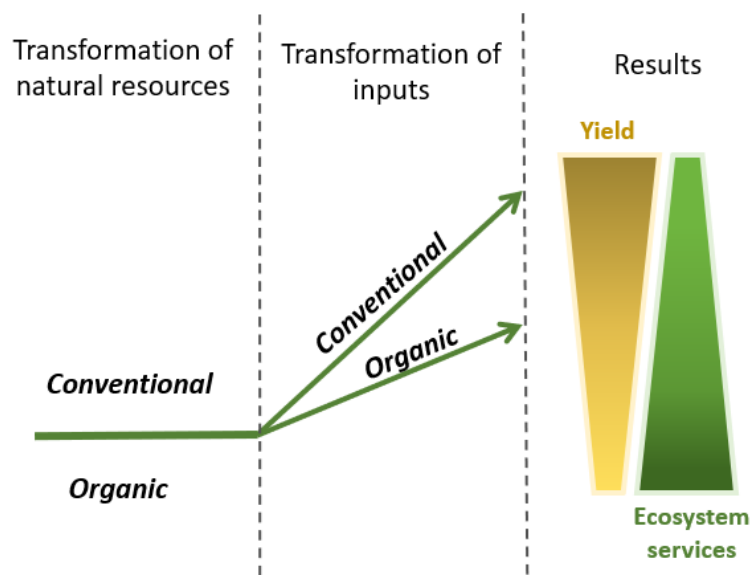 Transformation of
natural resources
Transformation of
inputs
Results
Yield
Conventional
Organic
Conventional
Organic
Ecosystem
services